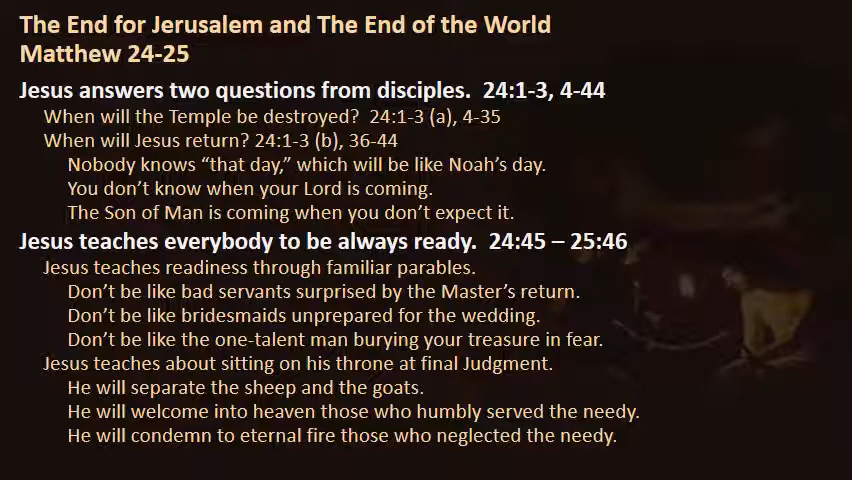 The End for Jerusalem and The End of the World
Matthew 24-25
Jesus answers two questions from disciples.  24:1-3, 4-44
When will the Temple be destroyed?  24:1-3 (a), 4-35
When will Jesus return? 24:1-3 (b), 36-44
Nobody knows “that day,” which will be like Noah’s day.
You don’t know when your Lord is coming.
The Son of Man is coming when you don’t expect it.
Jesus teaches everybody to be always ready.  24:45 – 25:46
Jesus teaches readiness through familiar parables.
Don’t be like bad servants surprised by the Master’s return.
Don’t be like bridesmaids unprepared for the wedding.
Don’t be like the one-talent man burying your treasure in fear.
Jesus teaches about sitting on his throne at final Judgment.
He will separate the sheep and the goats.
He will welcome into heaven those who humbly served the needy.
He will condemn to eternal fire those who neglected the needy.